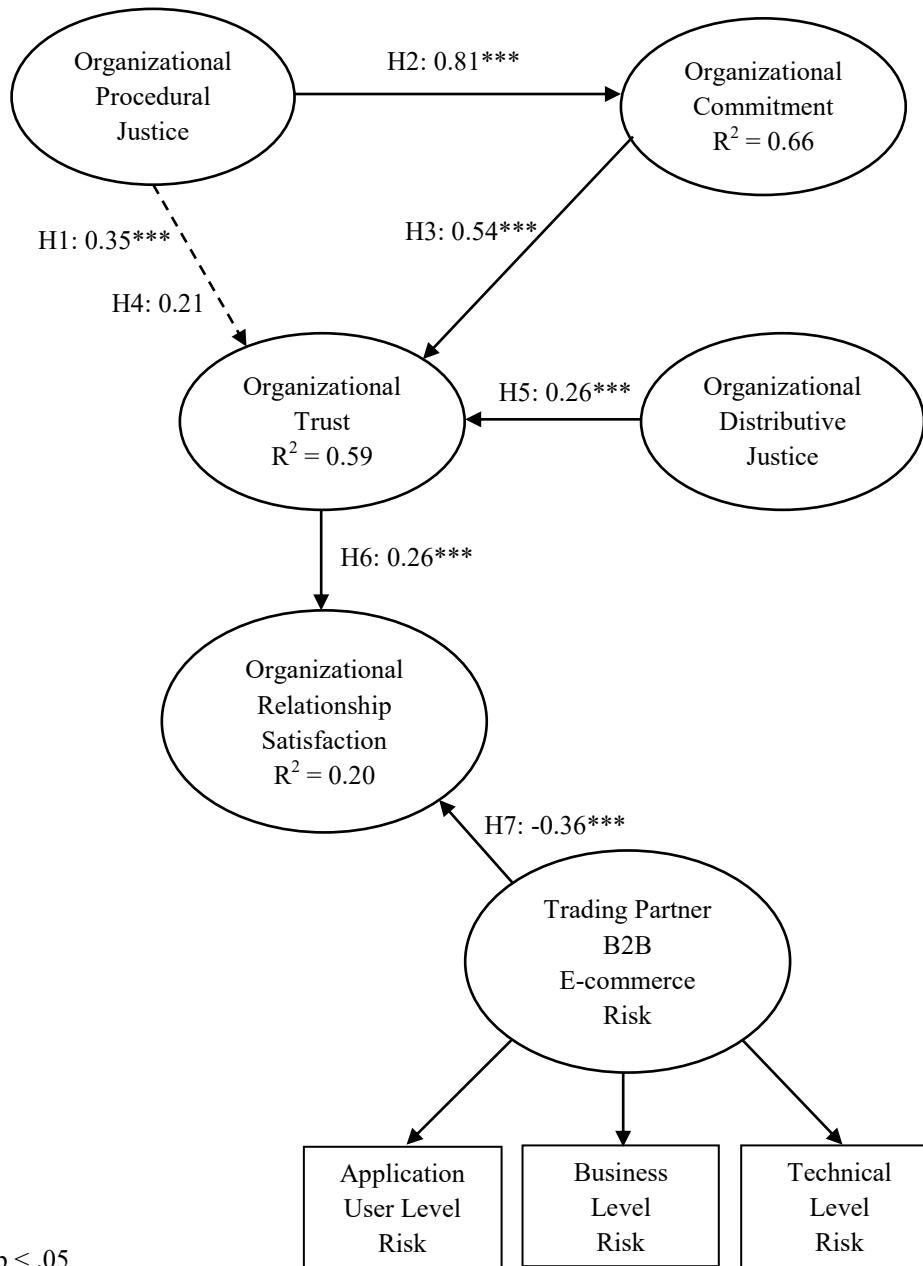 Organizational
Procedural
Justice
H2: 0.81***
Organizational
Commitment
R² = 0.66
H1: 0.35***
H4: 0.21
H3: 0.54***
Organizational
Trust
R² = 0.59
H5: 0.26***
Organizational
Distributive
Justice
H6: 0.26***
Organizational
Relationship
Satisfaction
R² = 0.20
H7: -0.36***
Trading Partner
B2B
E-commerce
Risk
Application
User Level
Risk
Business
Level
Risk
Technical
Level
Risk
< .05